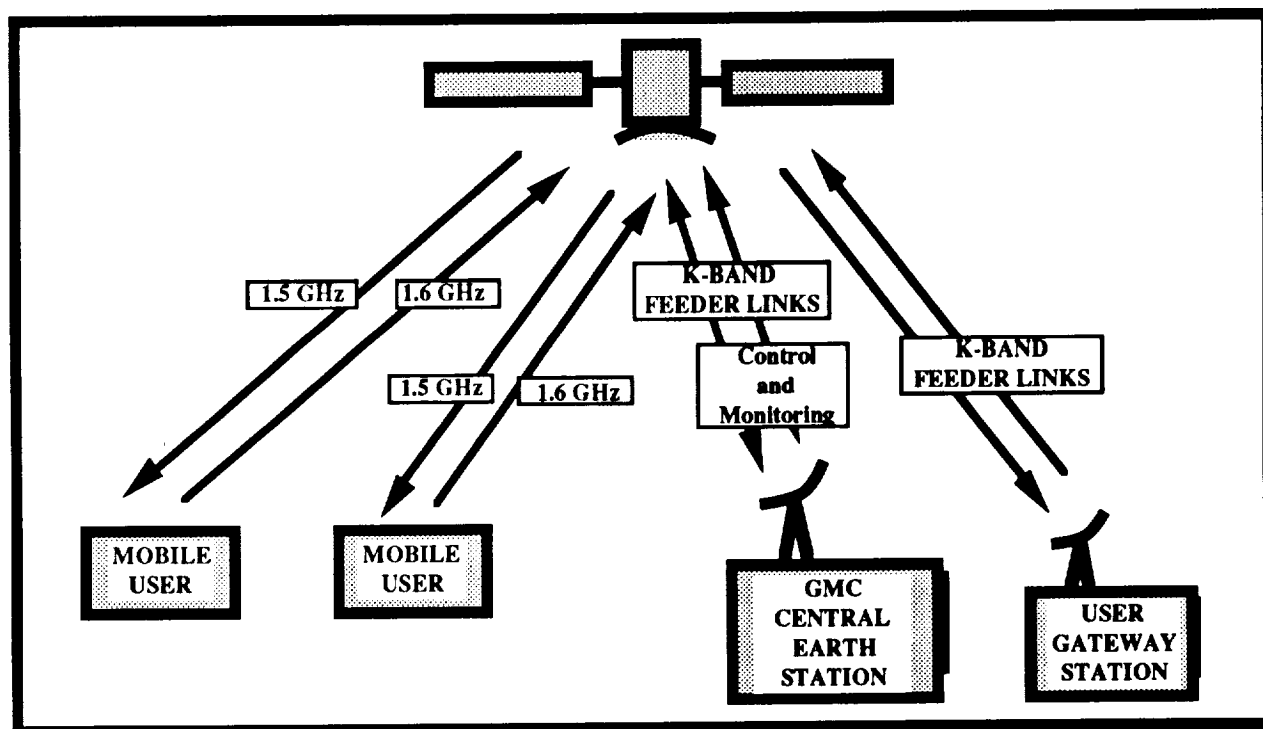 1.5 GHz
1.6 GHz
K-BAND
FEEDER LINKS
1.5 GHz
1.6 GHz
Control
and
Monitoring
K-BAND
FEEDER LINKS
MOBILE
USER
MOBILE
USER
GMC
CENTRAL
EARTH
STATION
USER
GATEWAY
STATION